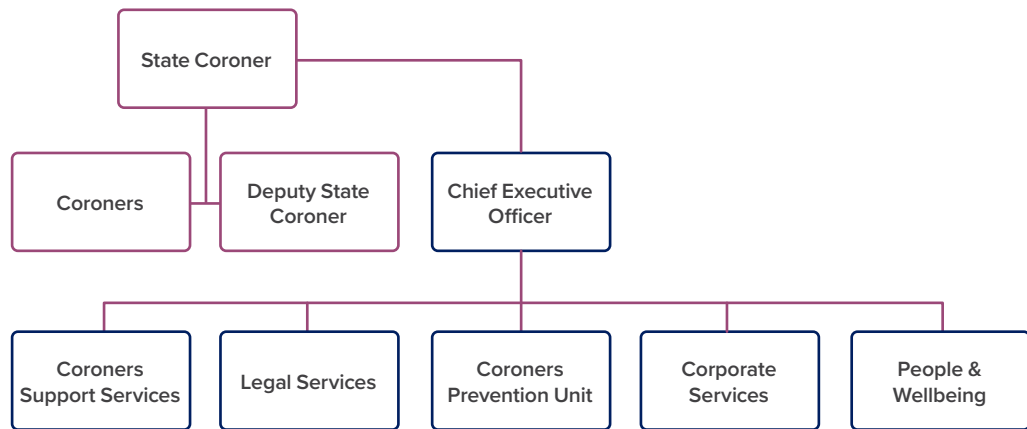 State Coroner
Coroners
Deputy State
Coroner
Chief Executive
Officer
Coroners
Support Services
Legal Services
Coroners
Prevention Unit
Corporate
Services
People &
Wellbeing